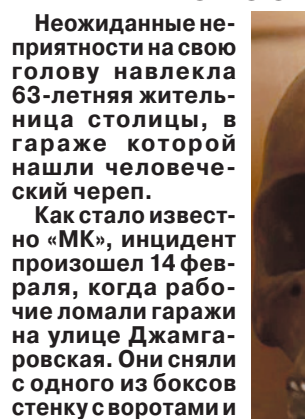 Неожиданные не-
приятности на свою
голову навлекла
63-летняя житель-
ница столицы, в
гараже которой
нашли человече-
ский череп.
Как стало извест-
но «МК», инцидент
произошел 14 фев-
раля, когда рабо-
чие ломали гаражи
на улице Джамга-
ровская. Они сняли
с одного из боксов
стенку с воротами и